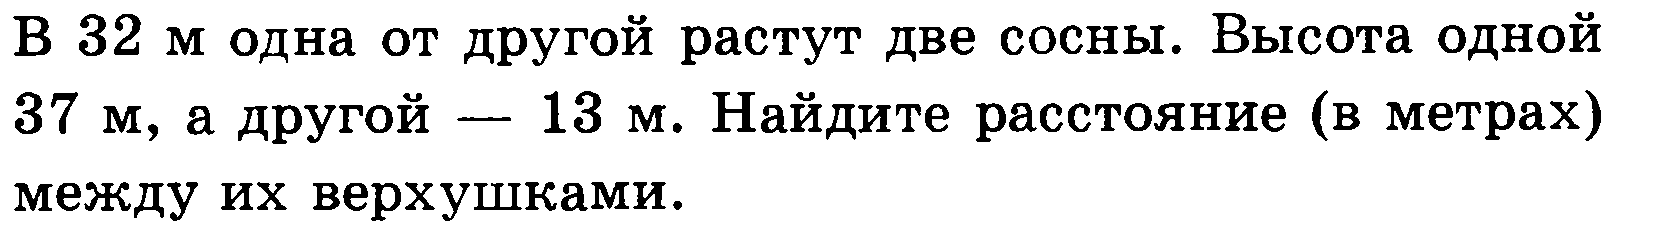 В 32 м одна от другой растут две сосны. Высота одной
37 м, а другой — 13 м. Найдите расстояние (в метрах)
между их верхушками.